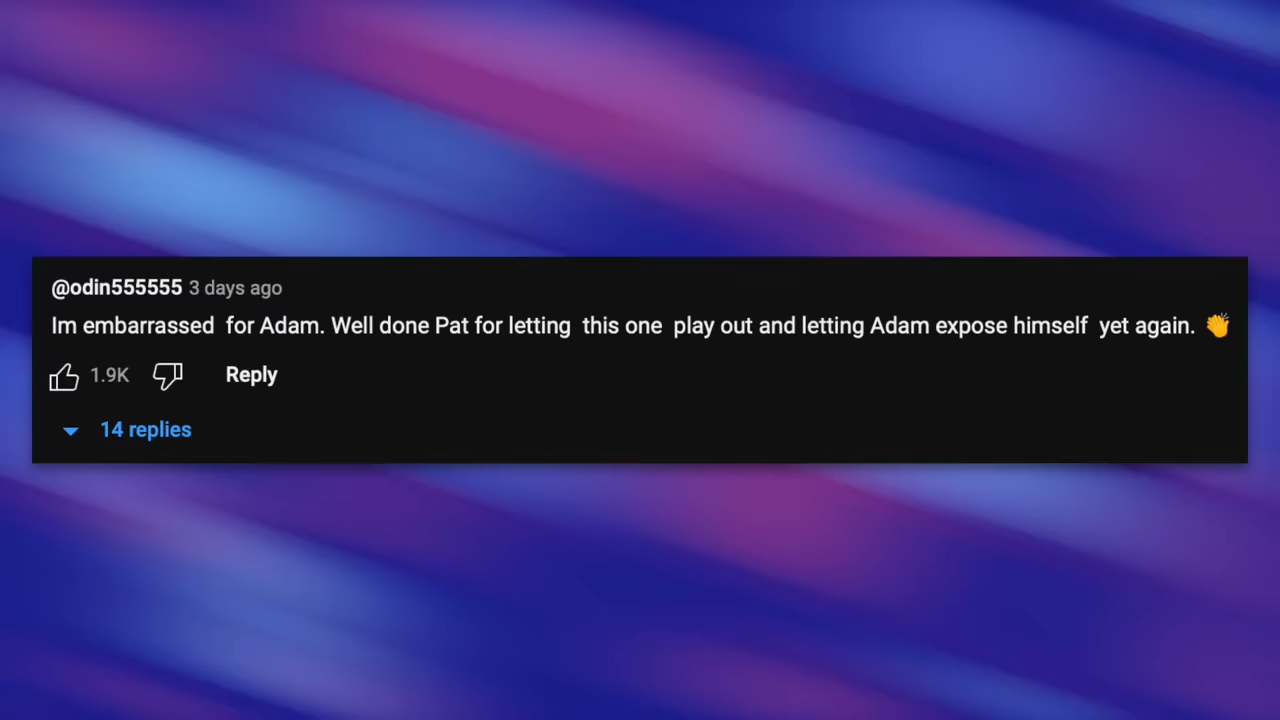 @odin555555 3 days ago
Im embarrassed  for Adam. Well done Pat for letting  this one  play out and letting Adam expose himself  yet again. 👏
1.9K Reply
14 replies